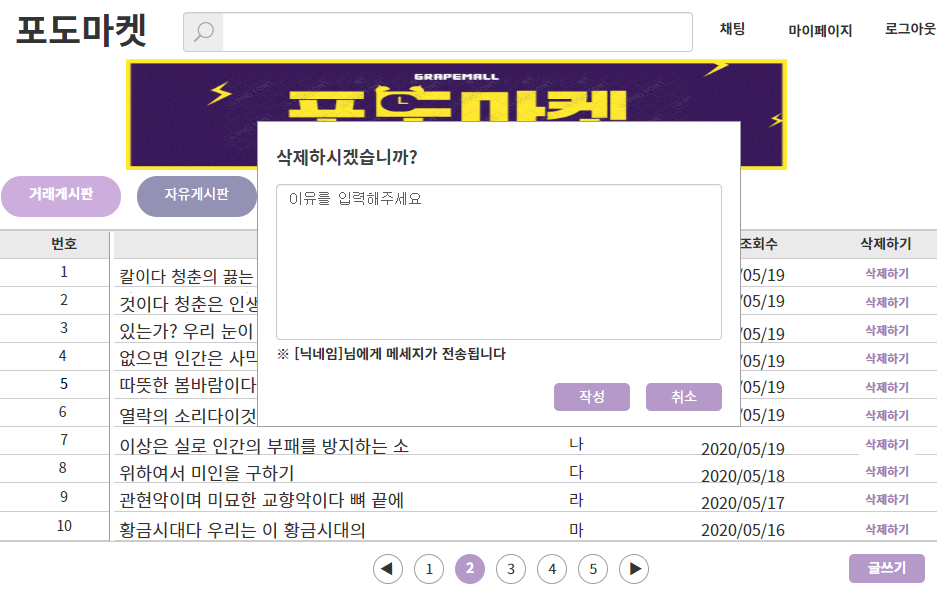 포도마켓
채팅
마이페이지
로그아웃
GRAPEMALL
포도마켓
거래게시판
자유게시판
삭제하시겠습니까?
이유를 입력해주세요
※ [닉네임]님에게 메세지가 전송됩니다
작성
취소
번호 조회수 삭제하기
1 칼이다 청춘의 끓는 /05/19 삭제하기
2 것이다 청춘은 인생 /05/19 삭제하기
3 있는가? 우리 눈이 /05/19 삭제하기
4 없으면 인간은 사막 /05/19 삭제하기
5 따뜻한 봄바람이다 /05/19 삭제하기
6 열락의 소리다이것 /05/19 삭제하기
7 이상은 실로 인간의 부패를 방지하는 소 나 2020/05/19 삭제하기
8 위하여서 미인을 구하기 다 2020/05/18 삭제하기
9 관현악이며 미묘한 교향악이다 뼈 끝에 라 2020/05/17 삭제하기
10 황금시대다 우리는 이 황금시대의 마 2020/05/16 삭제하기
◀ 1 2 3 4 5 ▶
글쓰기